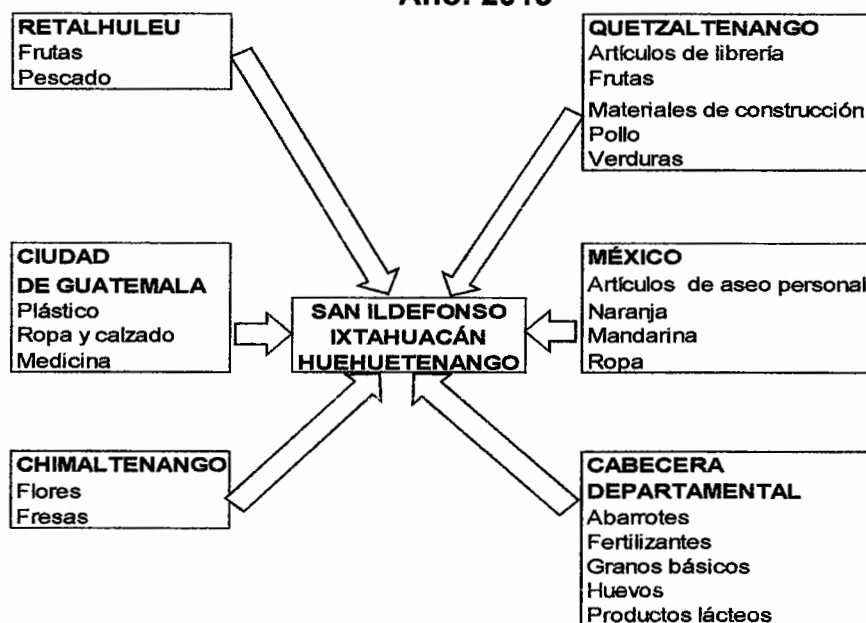 RETALHULEU
Frutas
Pescado
QUETZALTENANGO
Artículos de librería
Frutas
Materiales de construcción
Pollo
Verduras
CIUDAD
DE GUATEMALA
Plástico
Ropa y calzado
Medicina
SAN ILDEFONSO
IXTAHUACÁN
HUEHUETENANGO
MÉXICO
Artículos de aseo personal
Naranja
Mandarina
Ropa
CHIMALTENANGO
Flores
Fresas
CABECERA
DEPARTAMENTAL
Abarrotes
Fertilizantes
Granos básicos
Huevos
Productos lácteos